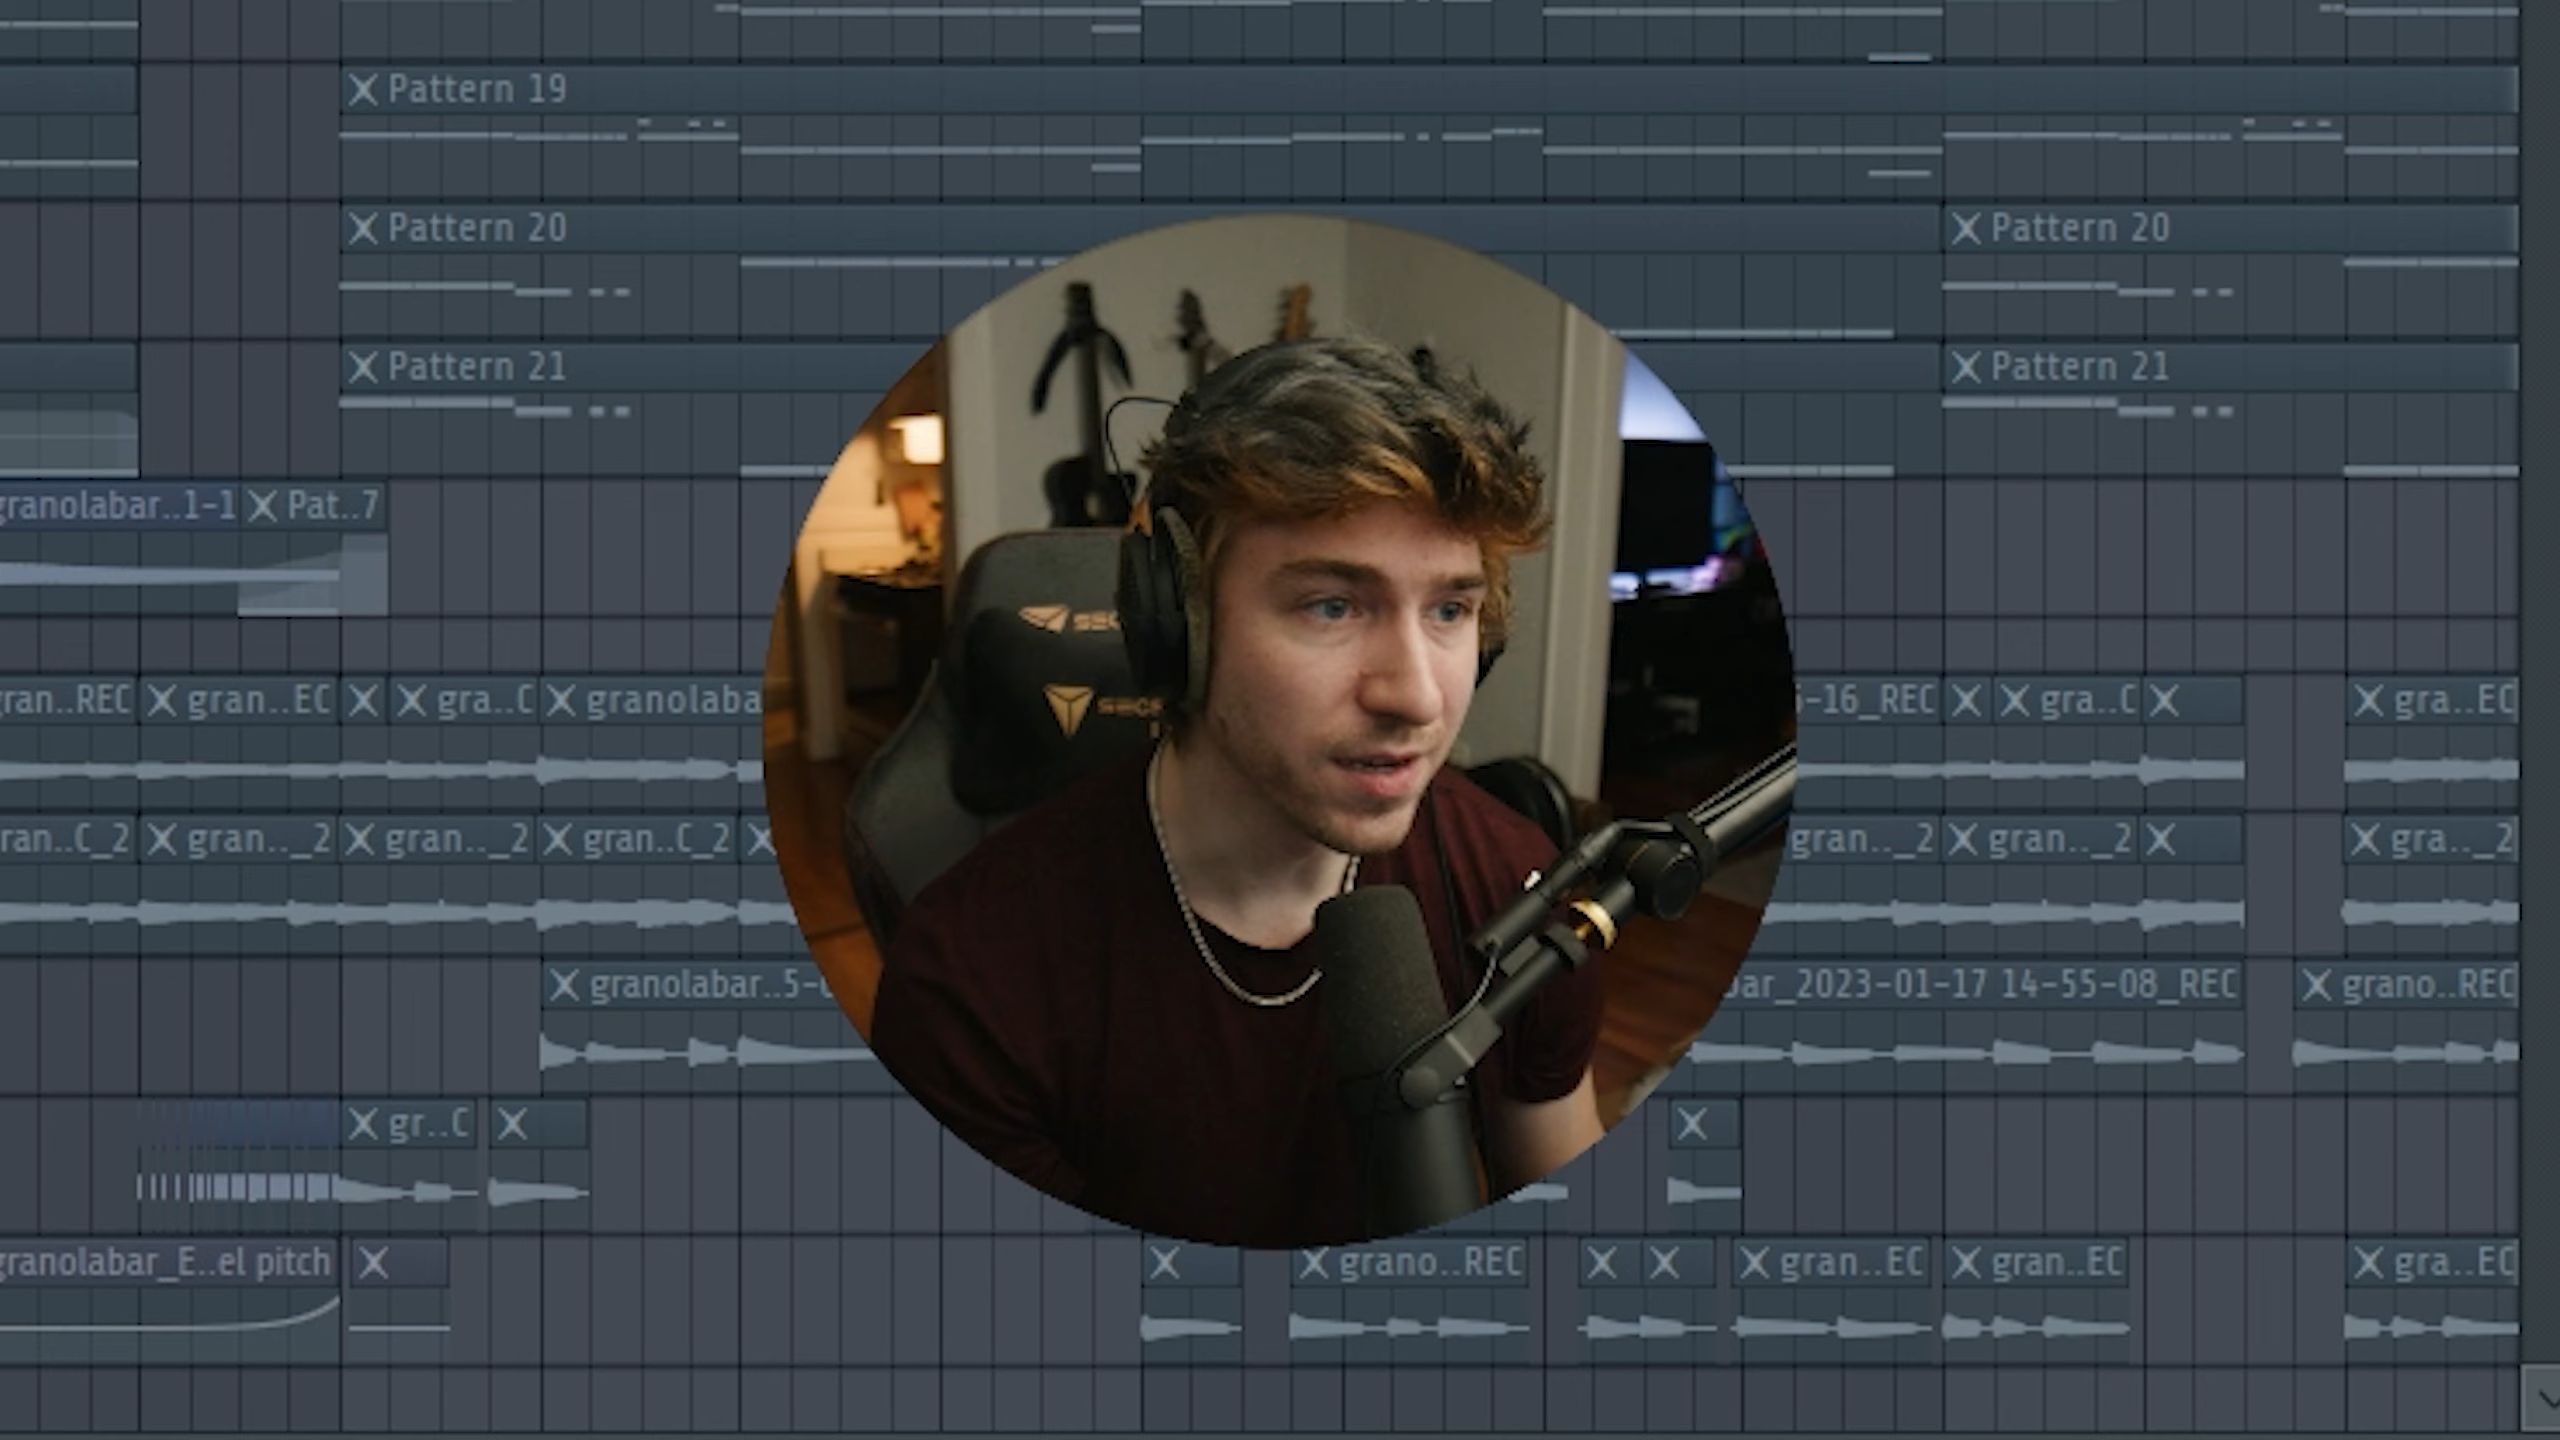 Pattern 19
Pattern 20
Pattern 20
Pattern 21
Pattern 21
granolabar..1-1 Pat..7
gran..REC gran..EC gra..C granolaba
5-16_REC gra..C gra..EC
ran..C_2 gran.._2 gran.._2 gran..C_2
gran.._2 gran.._2 gra.._2
granolabar..5-0
bar_2023-01-17 14-55-08_REC grano..REC
gr..C
granolabar_E..el pitch grano..REC gran..EC gran..EC gra..EC